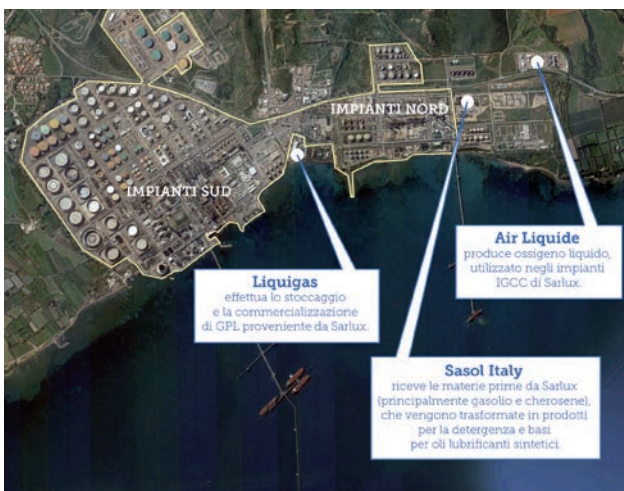 IMPIANTI NORD
IMPIANTI SUD
Air Liquide
produce ossigeno liquido,
utilizzato negli impianti
IGCC di Sarlux.
Liquigas
effettua lo stoccaggio
e la commercializzazione
di GPL proveniente da Sarlux.
Sasol Italy
riceve le materie prime da Sarlux
(principalmente gasolio e cherosene),
che vengono trasformate in prodotti
per la detergenza e basi
per oli lubrificanti sintetici.